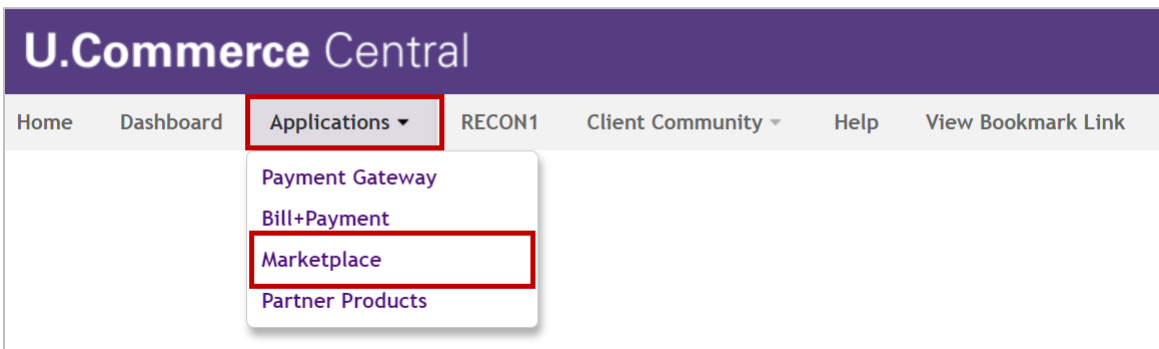 U.Commerce Central
Home Dashboard Applications RECON1 Client Community Help View Bookmark Link
Payment Gateway
Bill+Payment
Marketplace
Partner Products